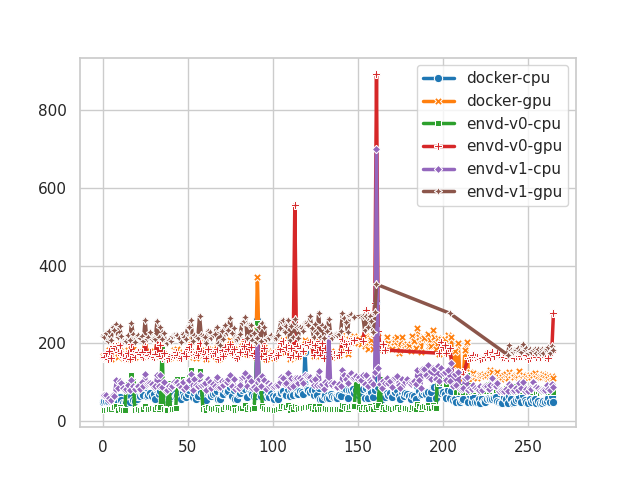 docker-cpu
docker-gpu
envd-v0-cpu
envd-v0-gpu
envd-v1-cpu
envd-v1-gpu
800
600
400
200
0
0 50 100 150 200 250